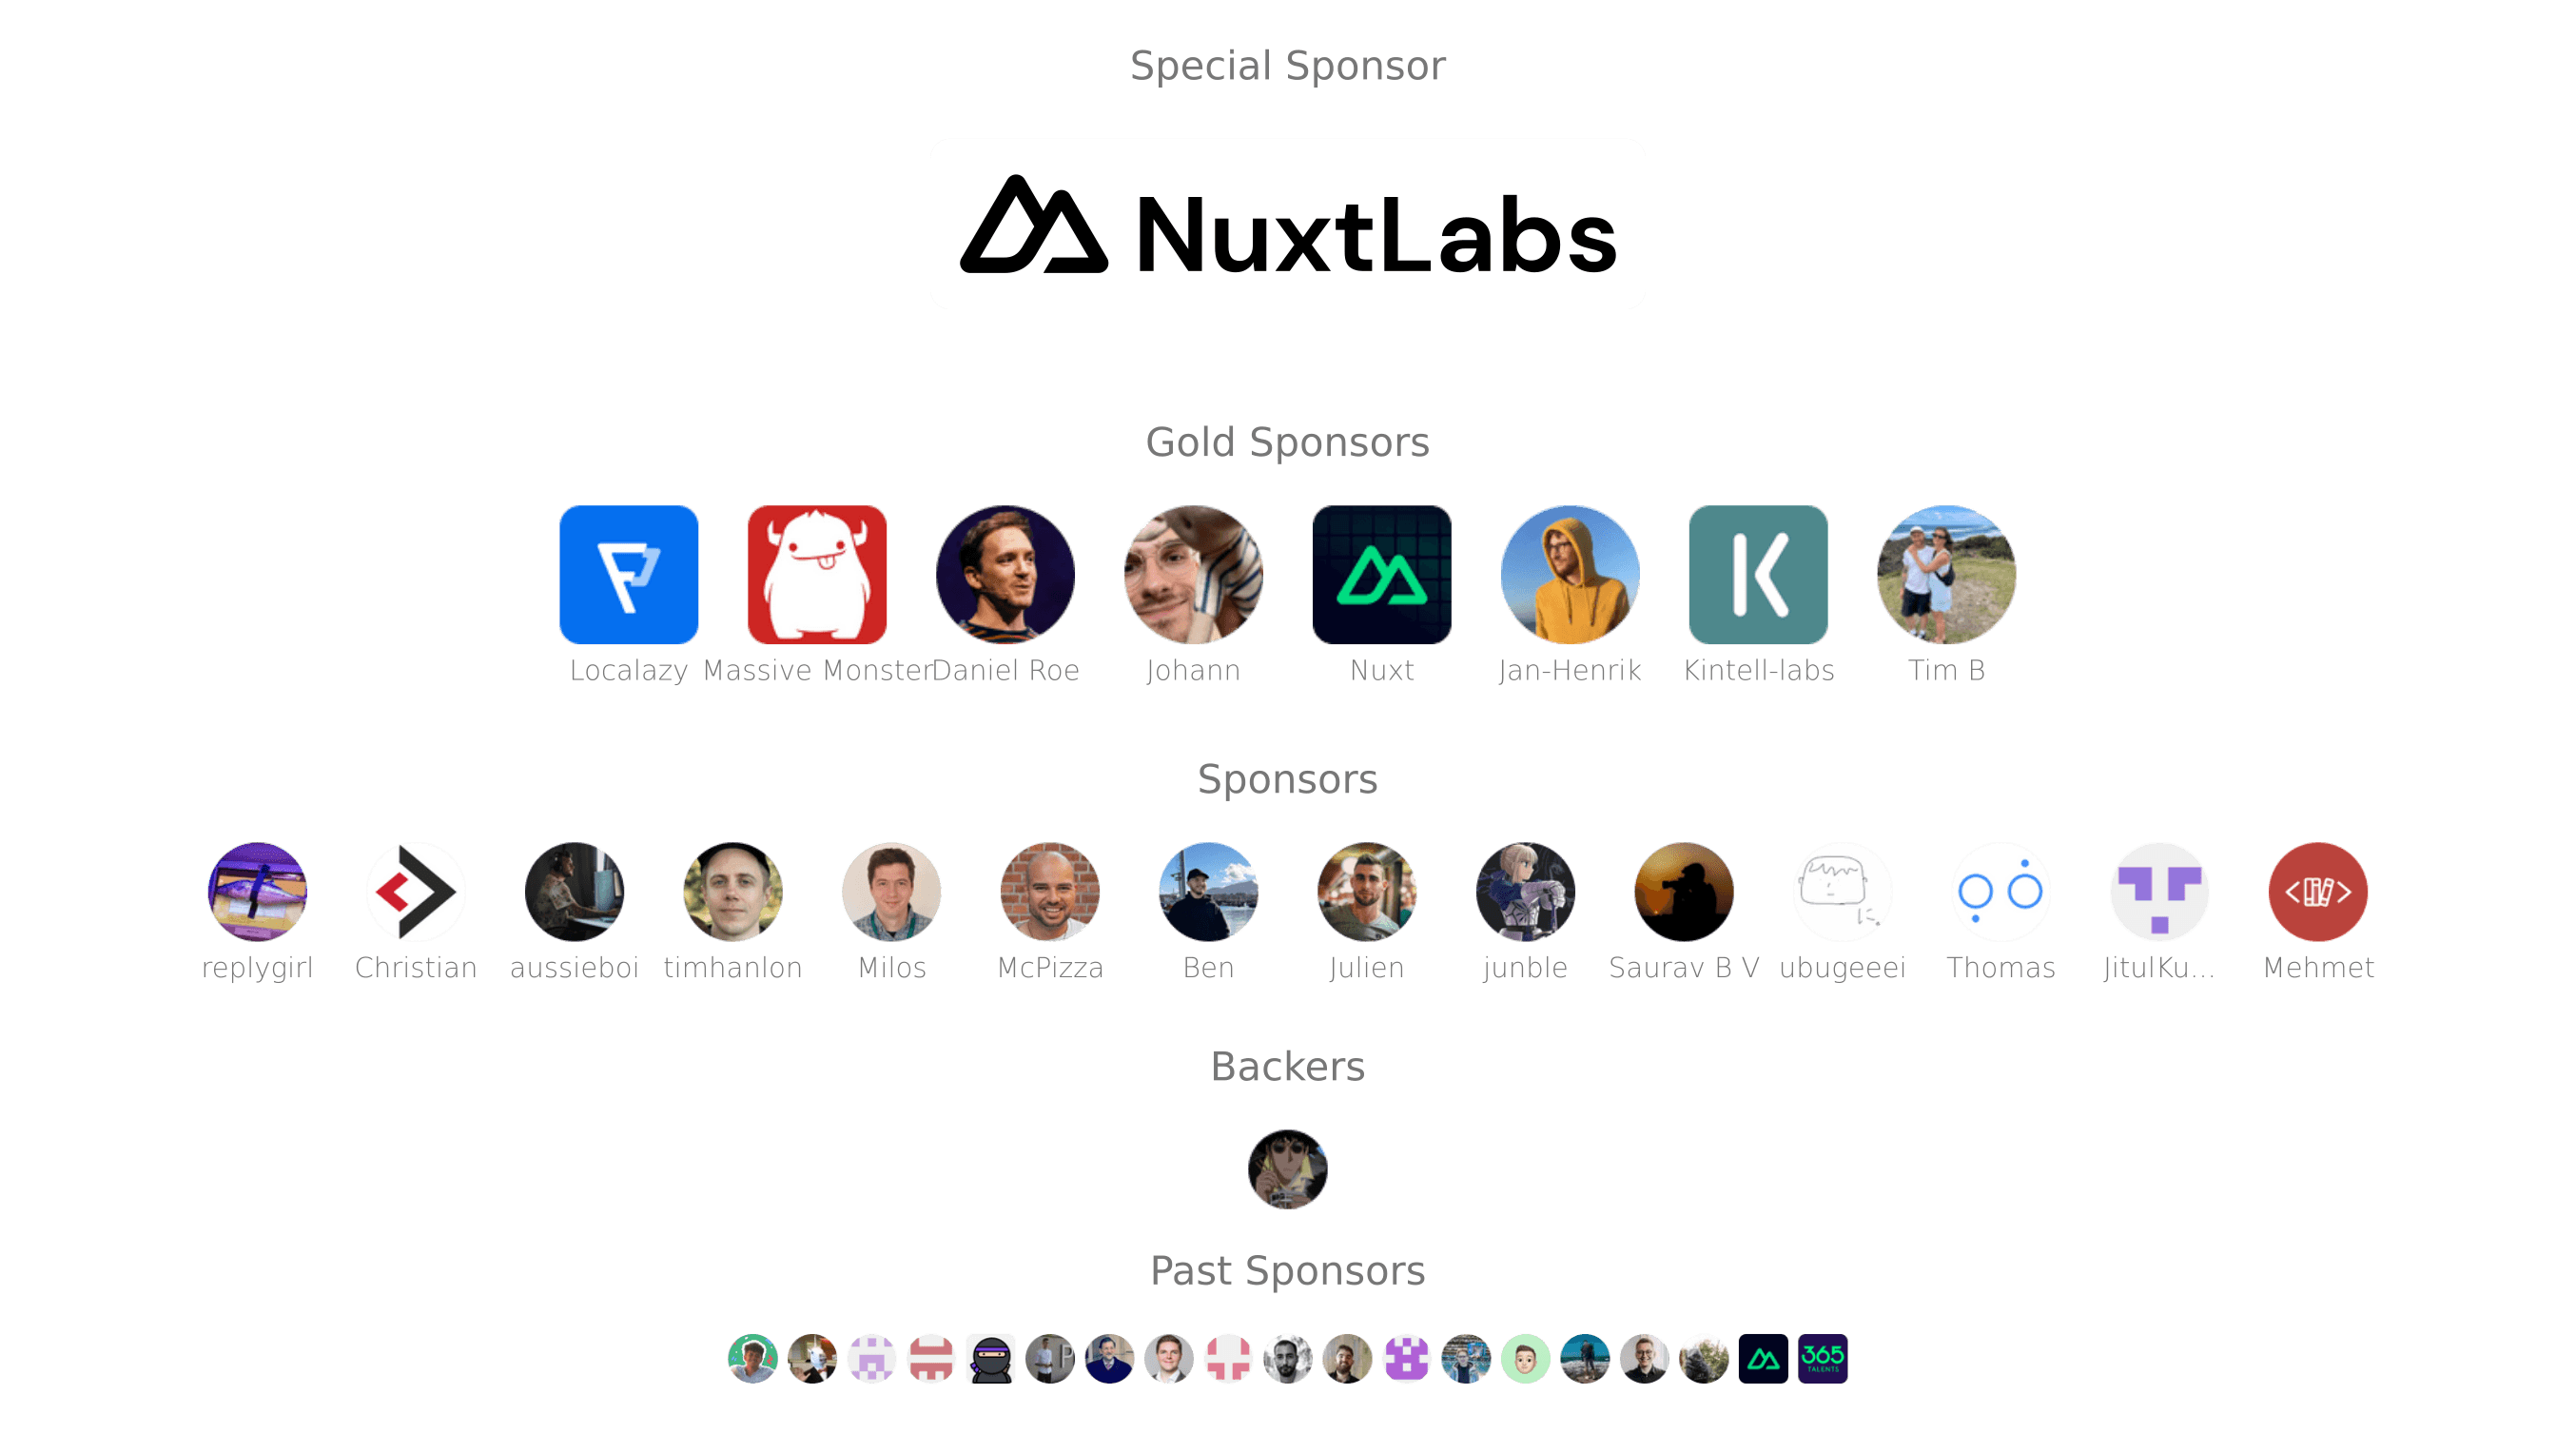 Special Sponsor
NuxtLabs
Gold Sponsors
Localazy Massive Monster Daniel Roe Johann Nuxt Jan-Henrik Kintell-labs Tim B
Sponsors
replygirl Christian aussieboi timhanlon Milos McPizza Ben Julien junble Saurav B V ubugeeei Thomas JitulKu... Mehmet
Backers
Past Sponsors
365
TALENTS